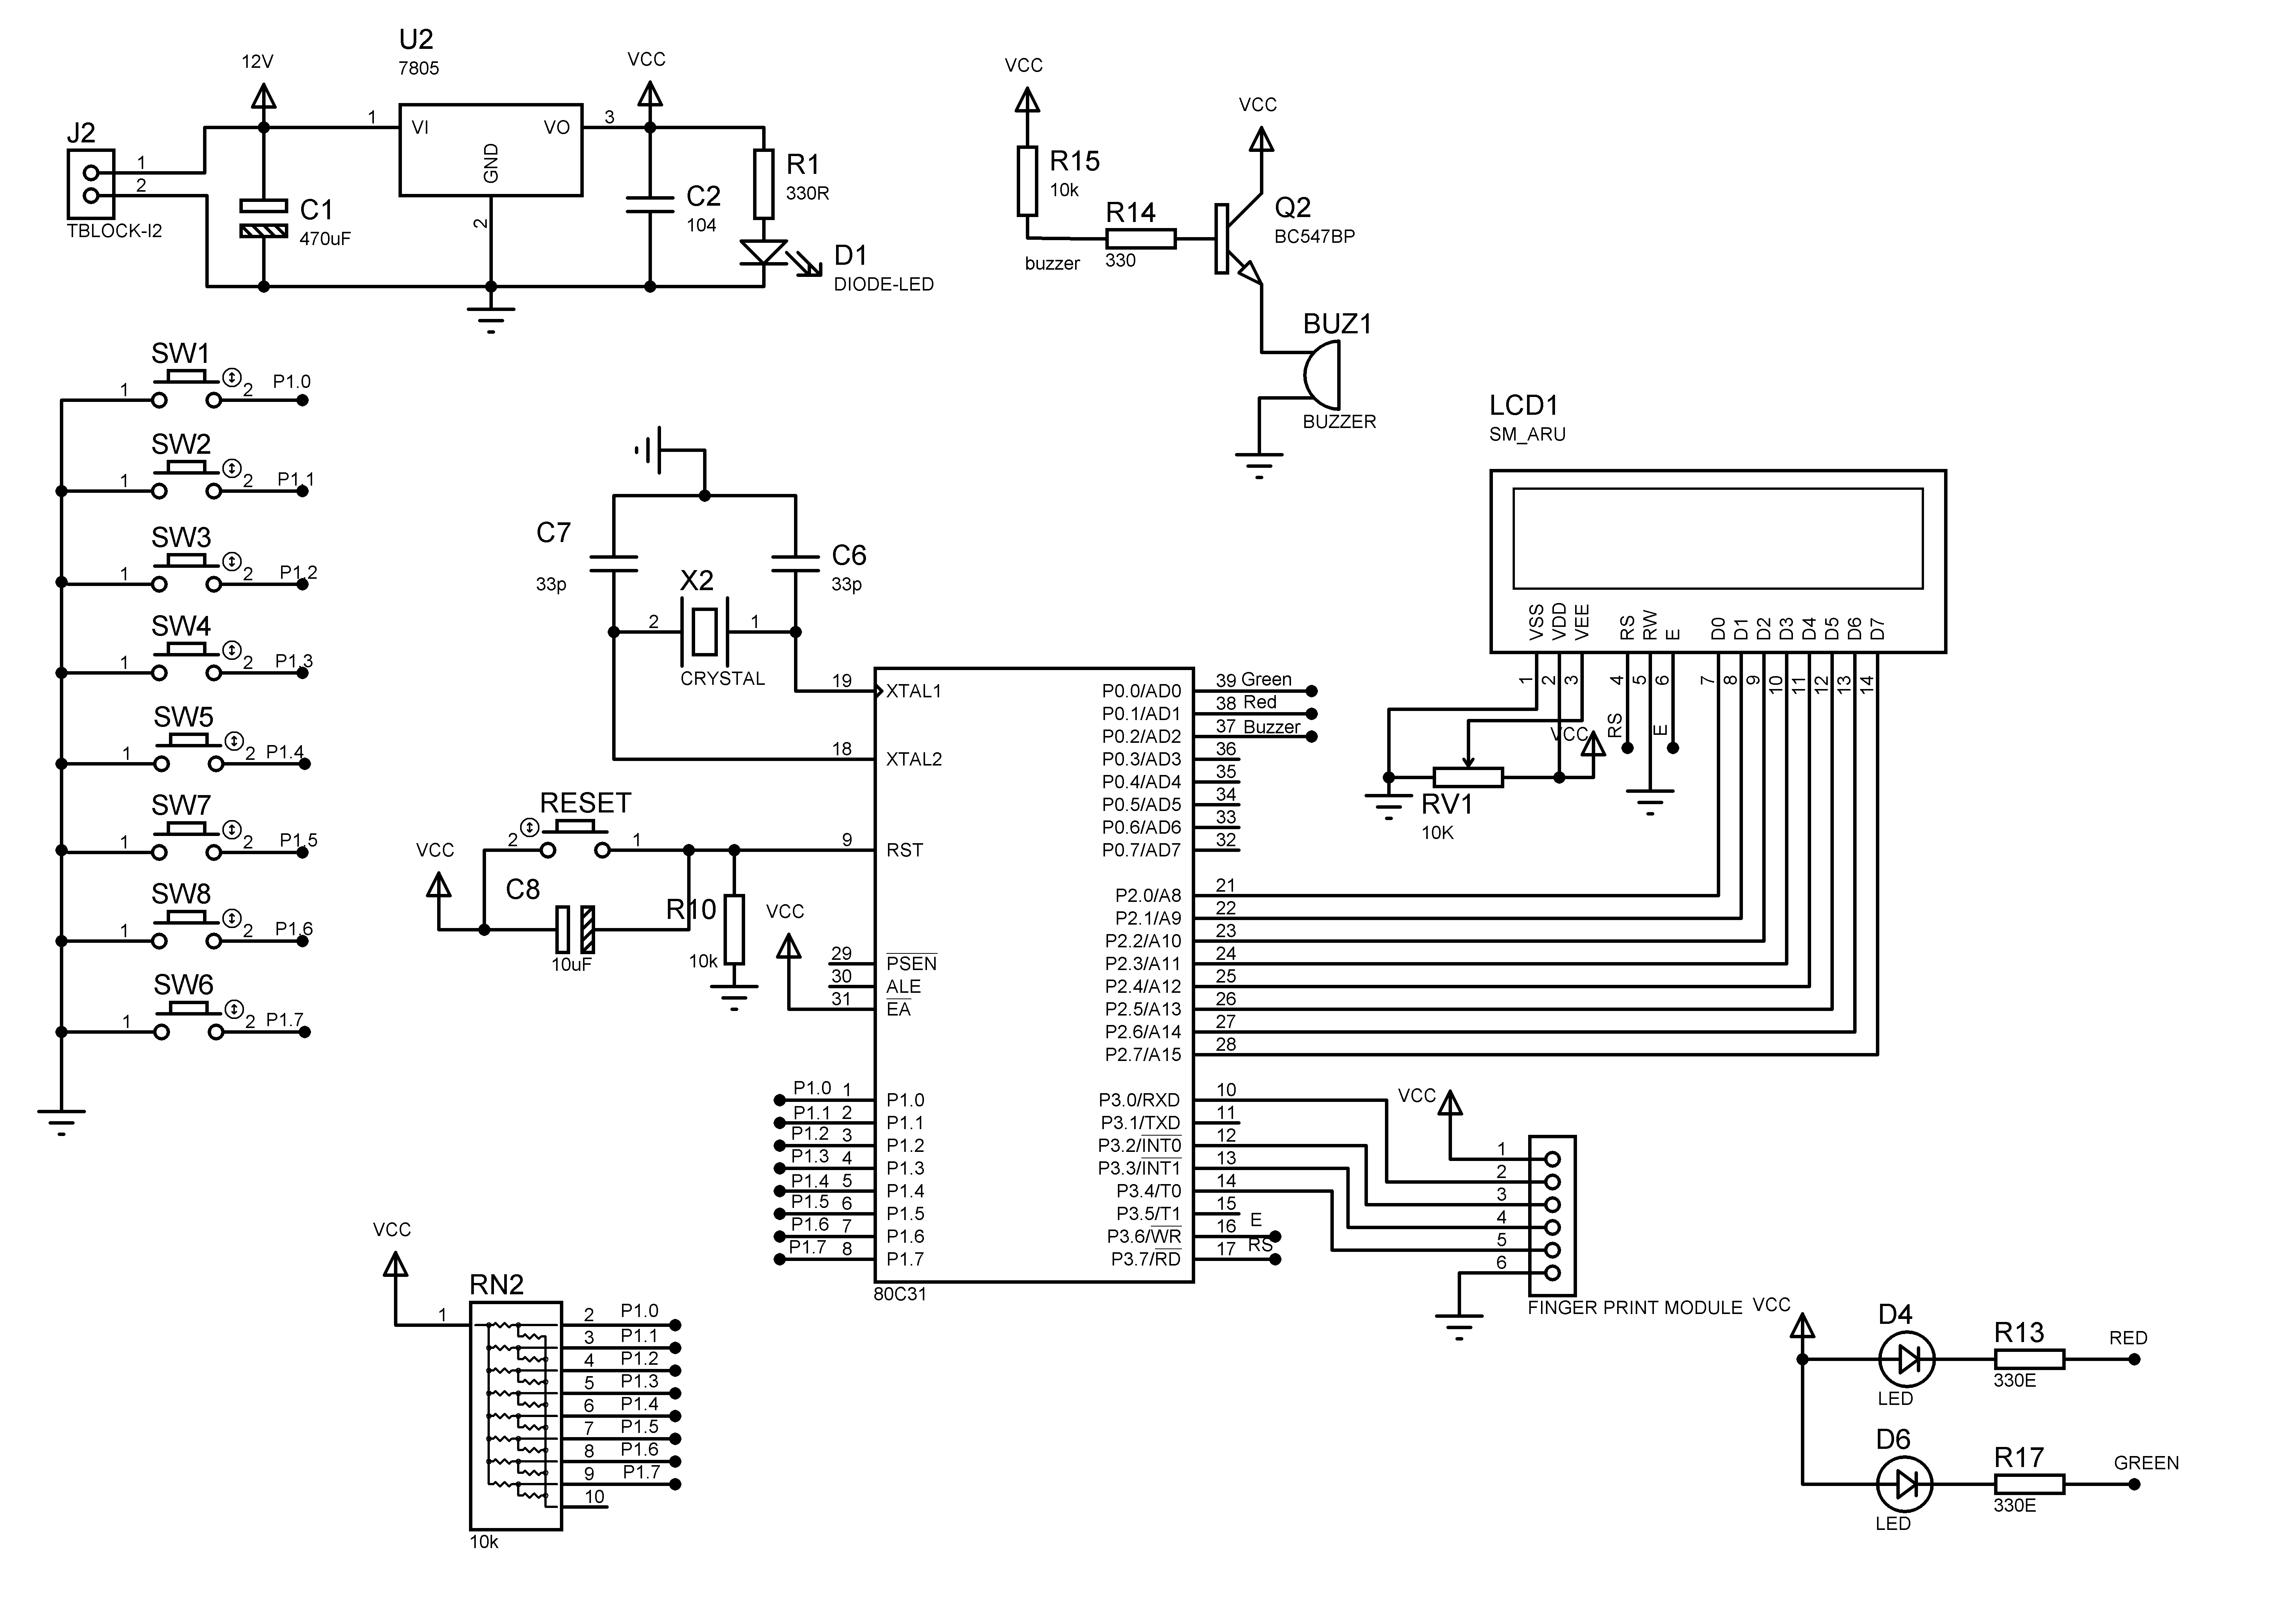 U2
7805
12V
VCC
J2
1
2
TBLOCK-I2
1
VI
VO
3
GND
2
C1
470uF
C2
104
R1
330R
D1
DIODE-LED
VCC
R15
10k
buzzer
R14
330
VCC
Q2
BC547BP
BUZ1
BUZZER
SW1
1
2
P1.0
SW2
1
2
P1.1
SW3
1
2
P1.2
SW4
1
2
P1.3
SW5
1
2
P1.4
SW7
1
2
P1.5
SW8
1
2
P1.6
SW6
1
2
P1.7
C7
33p
C6
33p
X2
2
1
CRYSTAL
RESET
2
1
VCC
C8
10uF
R10
10k
VCC
19 XTAL1
18 XTAL2
9 RST
29 PSEN
30 ALE
31 EA
P1.0 1 P1.0
P1.1 2 P1.1
P1.2 3 P1.2
P1.3 4 P1.3
P1.4 5 P1.4
P1.5 6 P1.5
P1.6 7 P1.6
P1.7 8 P1.7
P0.0/AD0 39 Green
P0.1/AD1 38 Red
P0.2/AD2 37 Buzzer
P0.3/AD3 36
P0.4/AD4 35
P0.5/AD5 34
P0.6/AD6 33
P0.7/AD7 32
P2.0/A8 21
P2.1/A9 22
P2.2/A10 23
P2.3/A11 24
P2.4/A12 25
P2.5/A13 26
P2.6/A14 27
P2.7/A15 28
P3.0/RXD 10
P3.1/TXD 11
P3.2/INT0 12
P3.3/INT1 13
P3.4/T0 14
P3.5/T1 15
P3.6/WR 16 E
P3.7/RD 17 RS
80C31
LCD1
SM_ARU
VSS VDD VEE RS RW E D0 D1 D2 D3 D4 D5 D6 D7
1 2 3 4 5 6 7 8 9 10 11 12 13 14
RS
E
VCC
RV1
10K
VCC
1
2
3
4
5
6
FINGER PRINT MODULE
VCC
RN2
1
2 P1.0
3 P1.1
4 P1.2
5 P1.3
6 P1.4
7 P1.5
8 P1.6
9 P1.7
10
10k
VCC
D4
LED
R13
330E
RED
D6
LED
R17
330E
GREEN